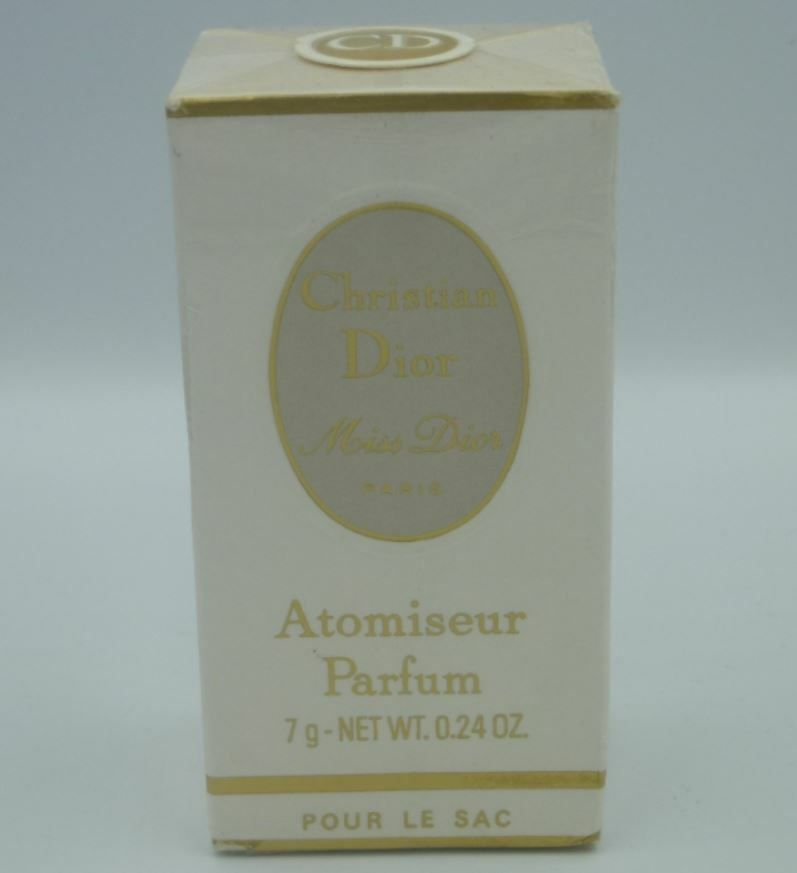 CD
Christian
Dior
Miss Dior
PARIS
Atomiseur
Parfum
7 g - NET WT. 0.24 OZ.
POUR LE SAC